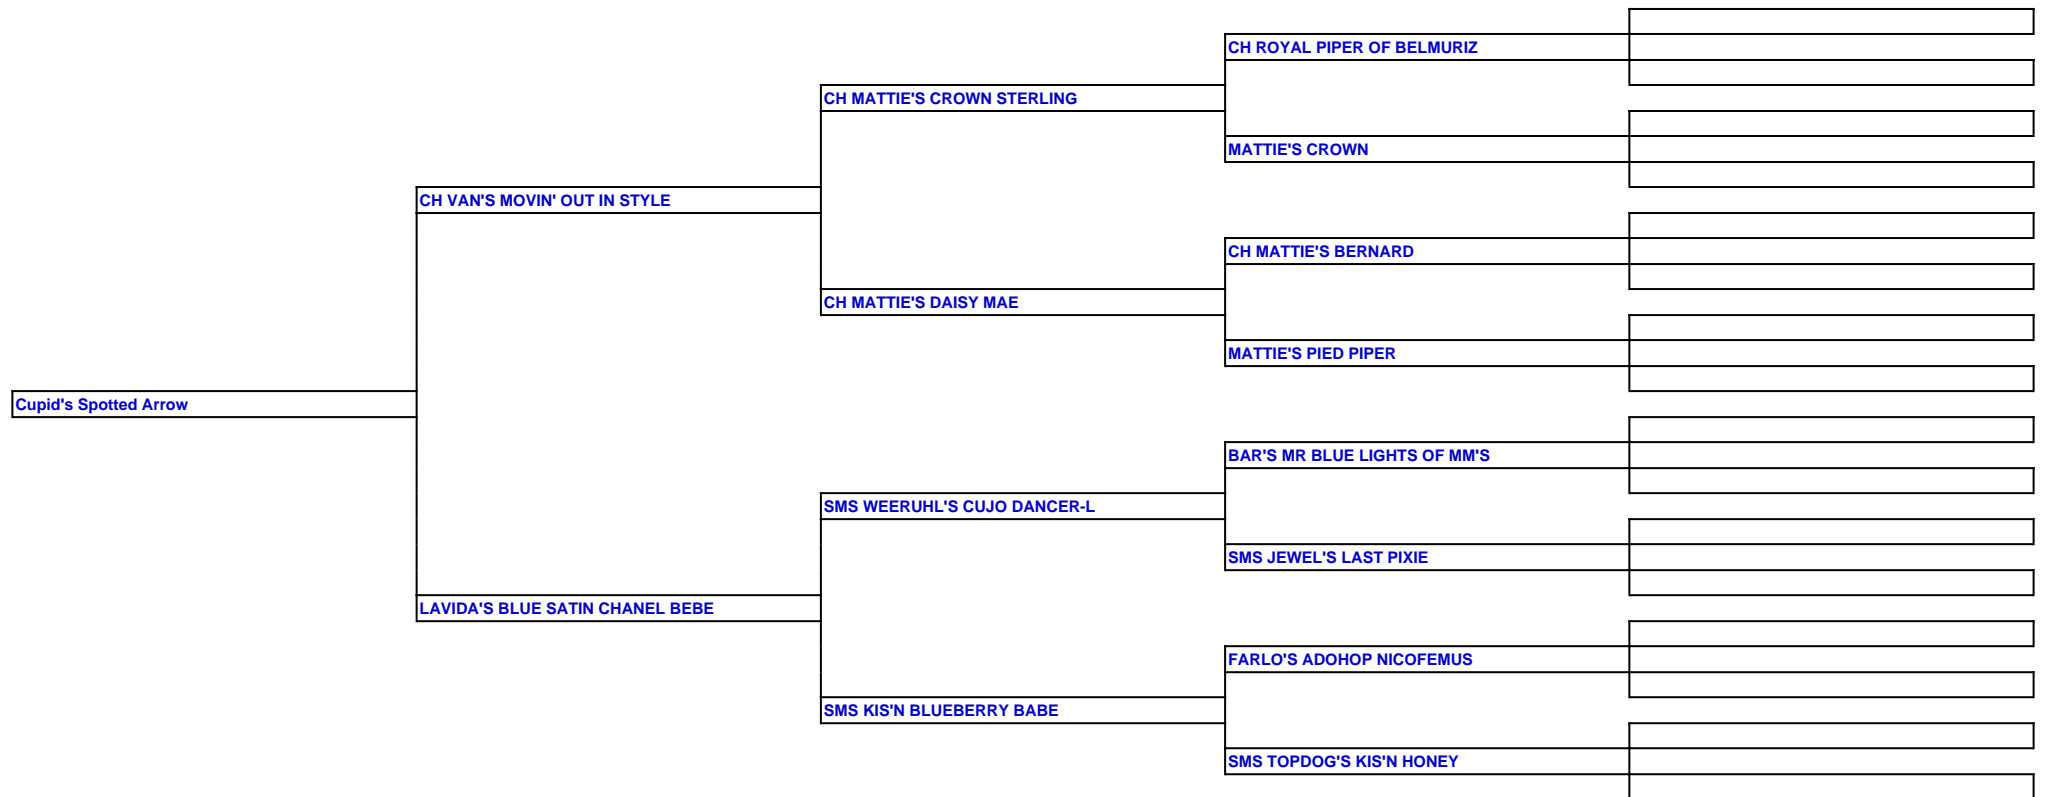 CH ROYAL PIPER OF BELMURIZ
CH MATTIE'S CROWN STERLING
MATTIE'S CROWN
CH VAN'S MOVIN' OUT IN STYLE
CH MATTIE'S BERNARD
CH MATTIE'S DAISY MAE
MATTIE'S PIED PIPER
Cupid's Spotted Arrow
BAR'S MR BLUE LIGHTS OF MM'S
SMS WEERUHL'S CUJO DANCER-L
SMS JEWEL'S LAST PIXIE
LAVIDA'S BLUE SATIN CHANEL BEBE
FARLO'S ADOHOP NICOFEMUS
SMS KIS'N BLUEBERRY BABE
SMS TOPDOG'S KIS'N HONEY